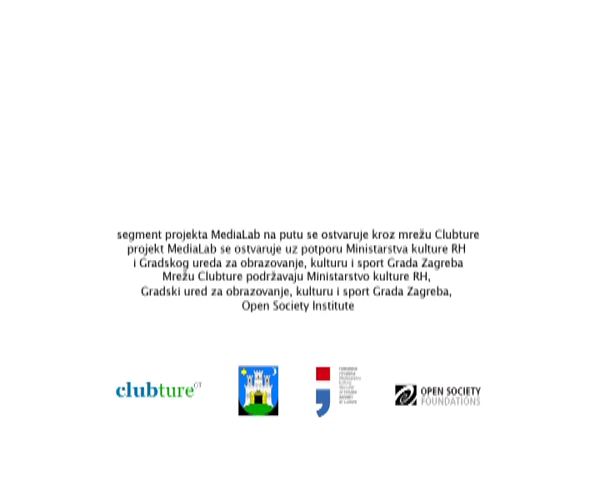 segment projekta MediaLab na putu se ostvaruje kroz mrežu Clubture
projekt MediaLab se ostvaruje uz potporu Ministarstva kulture RH
i Gradskog ureda za obrazovanje, kulturu i sport Grada Zagreba
Mrežu Clubture podržavaju Ministarstvo kulture RH,
Gradski ured za obrazovanje, kulturu i sport Grada Zagreba,
Open Society Institute
clubture
OPEN SOCIETY
FOUNDATIONS